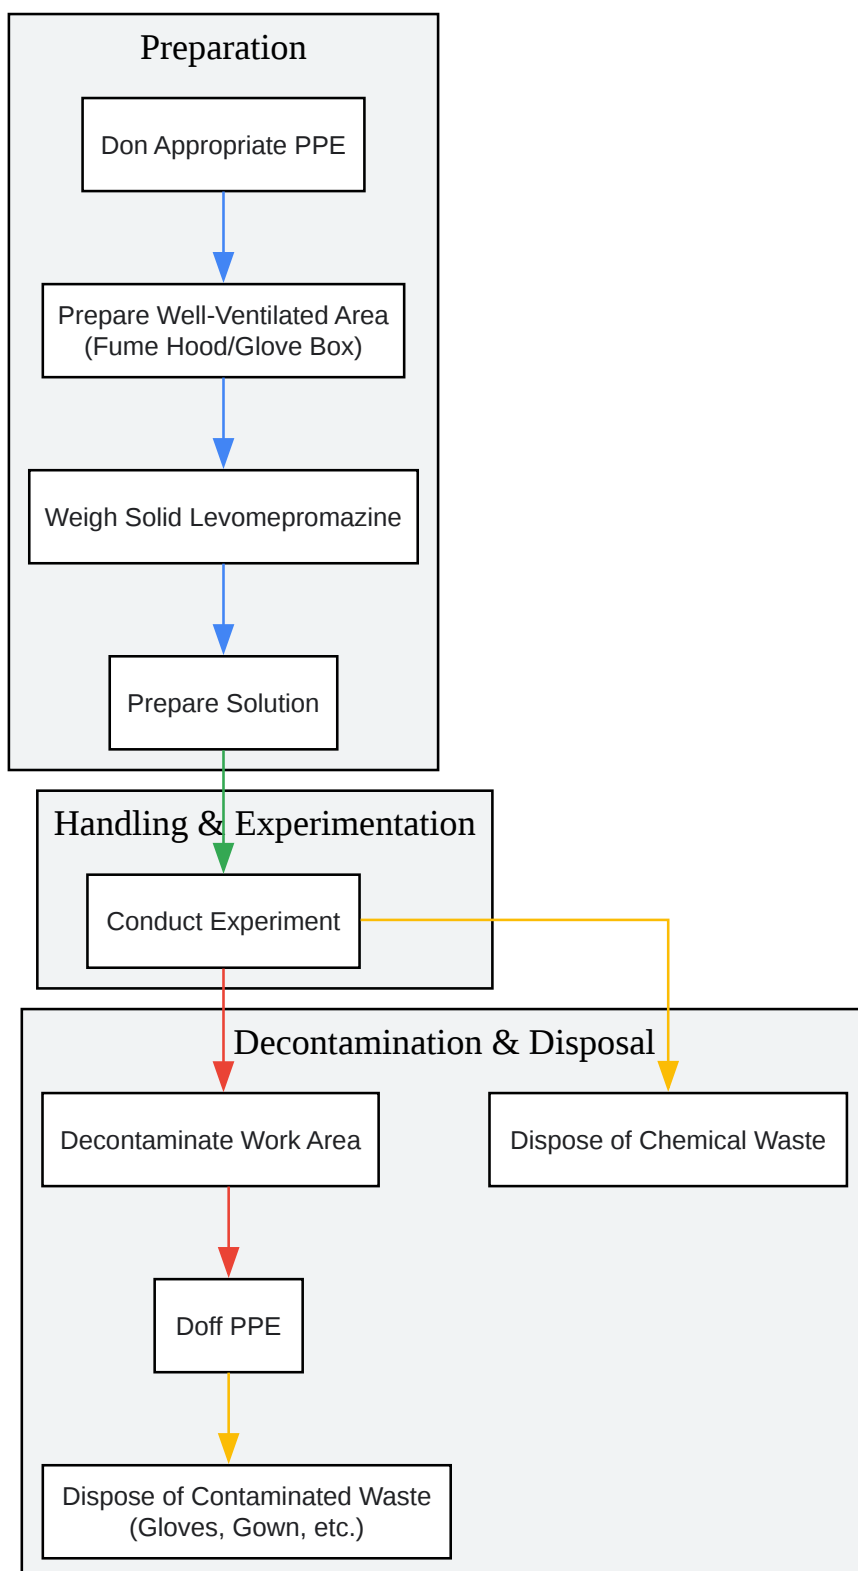 Preparation
Don Appropriate PPE
Prepare Well-Ventilated Area
(Fume Hood/Glove Box)
Weigh Solid Levomepromazine
Prepare Solution
Handling & Experimentation
Conduct Experiment
Decontamination & Disposal
Decontaminate Work Area
Dispose of Chemical Waste
Doff PPE
Dispose of Contaminated Waste
(Gloves, Gown, etc.)